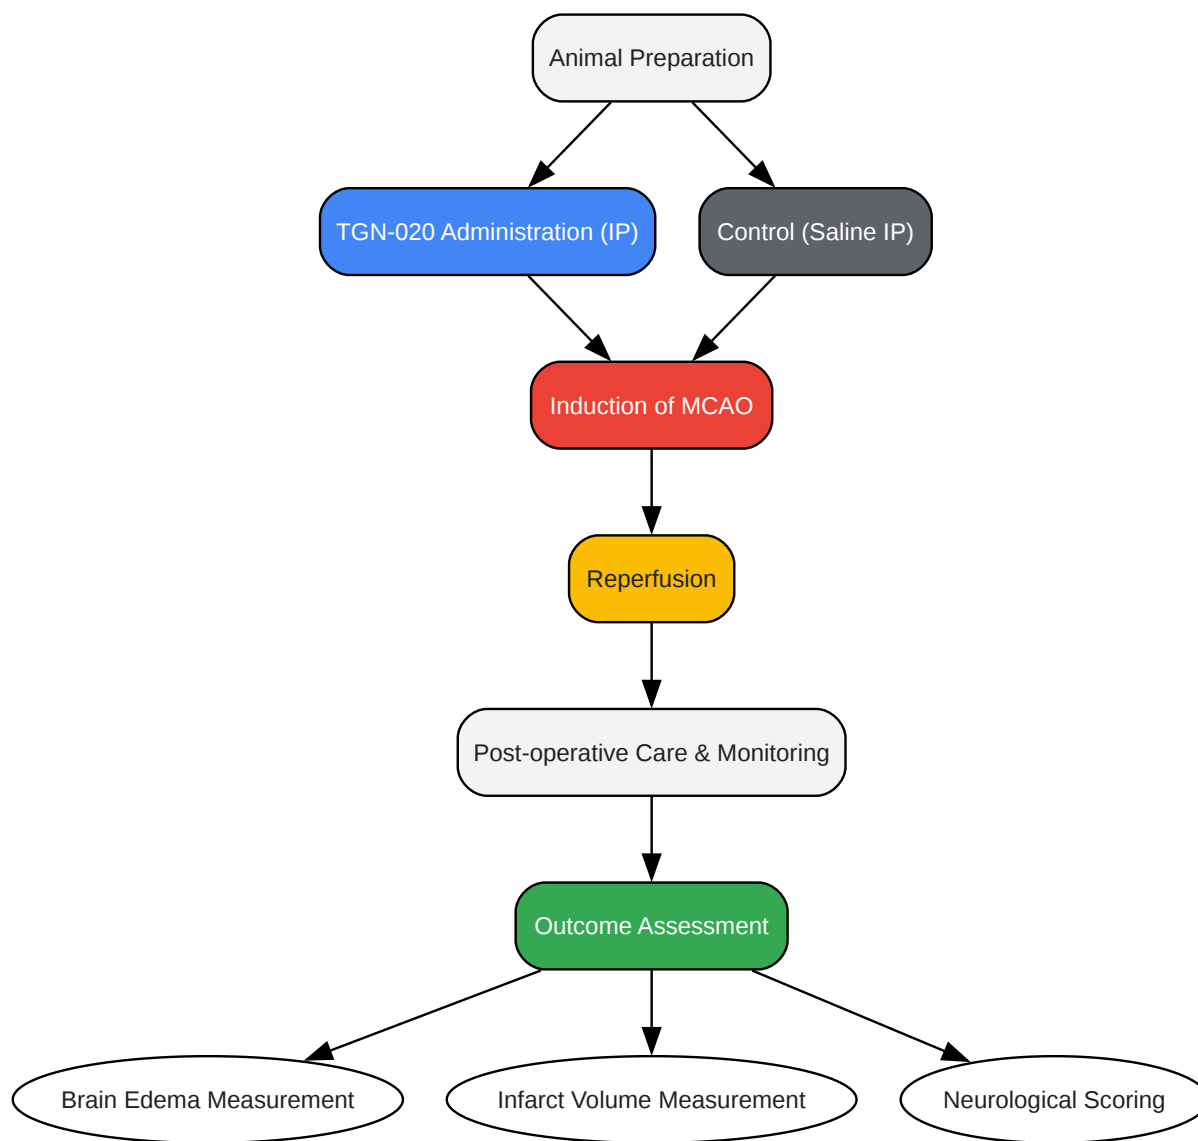 Animal Preparation
TGN-020 Administration (IP)
Control (Saline IP)
Induction of MCAO
Reperfusion
Post-operative Care & Monitoring
Outcome Assessment
Brain Edema Measurement
Infarct Volume Measurement
Neurological Scoring